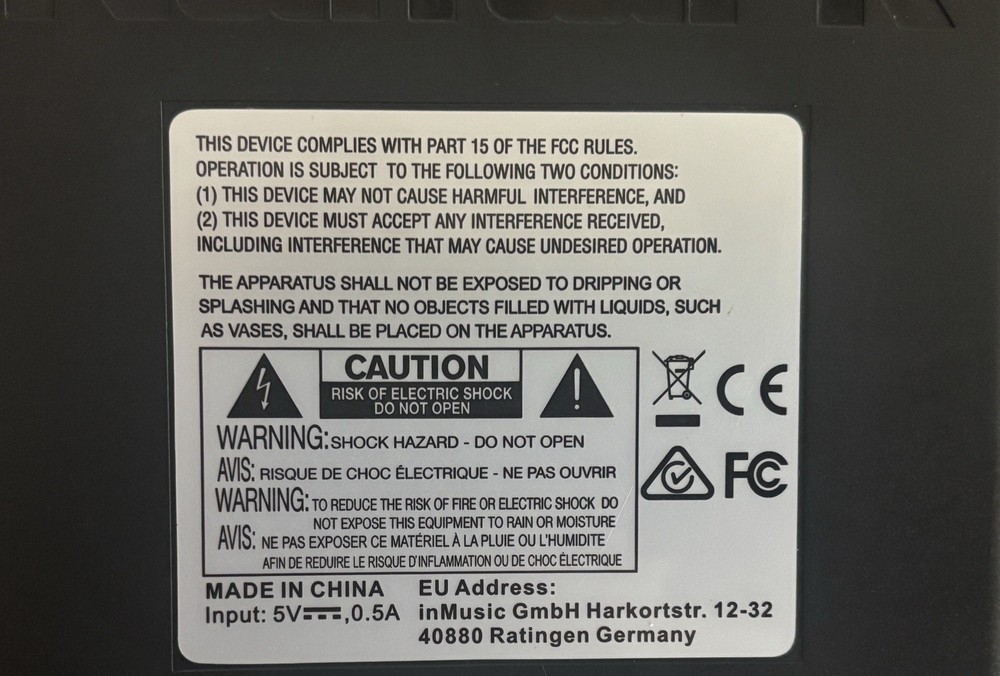 THIS DEVICE COMPLIES WITH PART 15 OF THE FCC RULES.
OPERATION IS SUBJECT TO THE FOLLOWING TWO CONDITIONS:
(1) THIS DEVICE MAY NOT CAUSE HARMFUL INTERFERENCE, AND
(2) THIS DEVICE MUST ACCEPT ANY INTERFERENCE RECEIVED,
INCLUDING INTERFERENCE THAT MAY CAUSE UNDESIRED OPERATION.
THE APPARATUS SHALL NOT BE EXPOSED TO DRIPPING OR
SPLASHING AND THAT NO OBJECTS FILLED WITH LIQUIDS, SUCH
AS VASES, SHALL BE PLACED ON THE APPARATUS.
CAUTION
RISK OF ELECTRIC SHOCK
DO NOT OPEN
WARNING: SHOCK HAZARD - DO NOT OPEN
AVIS: RISQUE DE CHOC ÉLECTRIQUE - NE PAS OUVRIR
WARNING: TO REDUCE THE RISK OF FIRE OR ELECTRIC SHOCK DO
NOT EXPOSE THIS EQUIPMENT TO RAIN OR MOISTURE
AVIS: NE PAS EXPOSER CE MATÉRIEL À LA PLUIE OU L'HUMIDITE
AFIN DE REDUIRE LE RISQUE D'INFLAMMATION OU DE CHOC ÉLECTRIQUE
CE
FC
MADE IN CHINA
Input: 5V⎓,0.5A
EU Address:
inMusic GmbH Harkortstr. 12-32
40880 Ratingen Germany